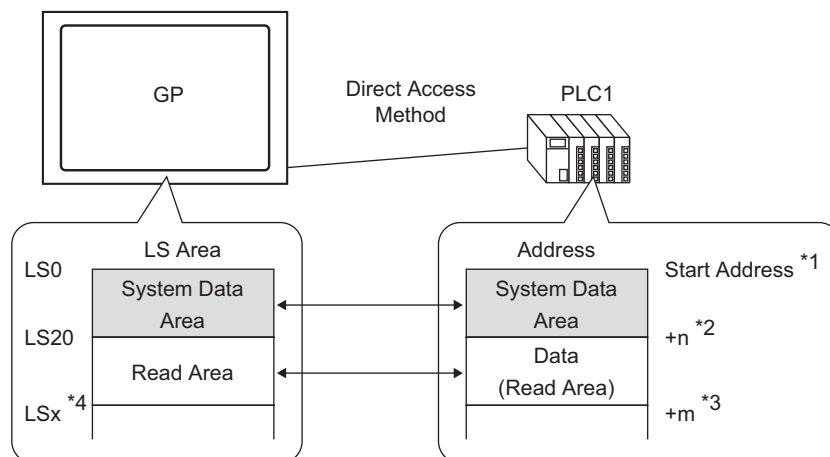 GP
Direct Access
Method
PLC1
LS Area
LS0
System Data
Area
LS20
Read Area
LSx *4
Address
Start Address *1
System Data
Area
+n *2
Data
(Read Area)
+m *3